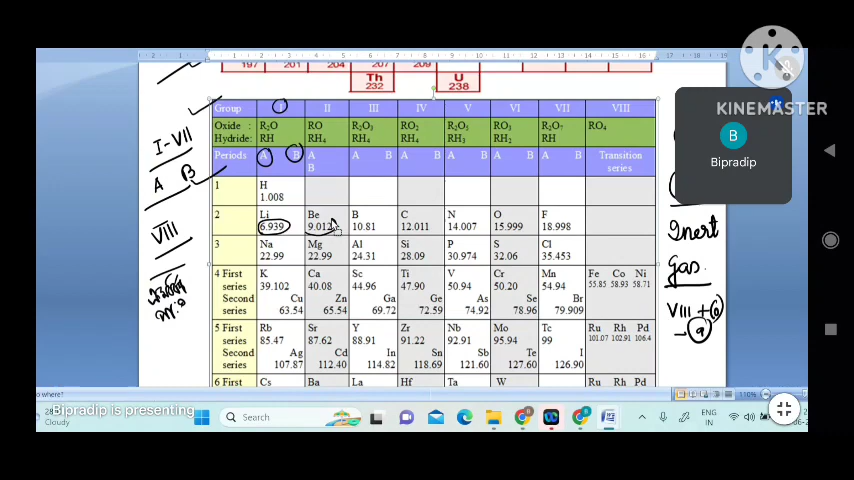 197 201 204 207 209
Th U
232 238
KINEMASTER
B
Bipradip
Group I II III IV V VI VII VIII
Oxide : R₂O RO R₂O₃ RO₂ R₂O₅ RO₃ R₂O₇ RO₄
Hydride: RH RH₄ RH₄ RH₄ RH₃ RH₂ RH
Periods A B A B A B A B A B A B A B Transition series
1 H
1.008
2 Li Be B C N O F
6.939 9.012 10.81 12.011 14.007 15.999 18.998
3 Na Mg Al Si P S Cl
22.99 22.99 24.31 28.09 30.974 32.06 35.453
4 First series K Ca Sc Ti V Cr Mn Fe Co Ni
39.102 40.08 44.96 47.90 50.94 50.20 54.94 55.85 58.93 58.71
Second series Cu Zn Ga Ge As Se Br
63.54 65.54 69.72 72.59 74.92 78.96 79.909
5 First series Rb Sr Y Zr Nb Mo Tc Ru Rh Pd
85.47 87.62 88.91 91.22 92.91 95.94 99 101.07 102.91 106.4
Second series Ag Cd In Sn Sb Te I
107.87 112.40 114.82 118.69 121.60 127.60 126.90
6 First Cs Ba La Hf Ta W Ru Rh Pd
I-VII
A B
VIII
Inert
gas.
VIII + 6
9
Bipradip is presenting
Cloudy
Search
110%
ENG
IN